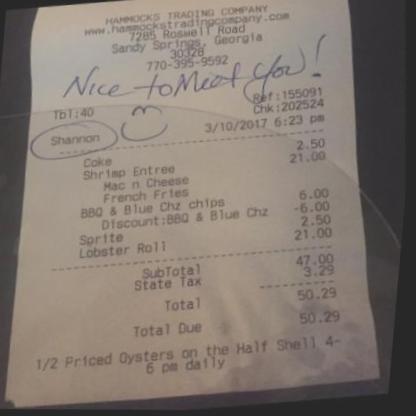 HAMMOCKS TRADING COMPANY
www.hammockstradingcompany.com
7285 Roswell Road
Sandy Springs, Georgia
30328
770-395-9592
Nice to Meet You!
Tbl:40
Ref:155091
Chk:202524
Shannon
3/10/2017 6:23 pm
Coke 2.50
Shrimp Entree 21.00
Mac n Cheese
French Fries
BBQ & Blue Chz chips 6.00
Discount:BBQ & Blue Chz -6.00
Sprite 2.50
Lobster Roll 21.00
SubTotal 47.00
State Tax 3.29
Total 50.29
Total Due 50.29
1/2 Priced Oysters on the Half Shell 4-
6 pm daily